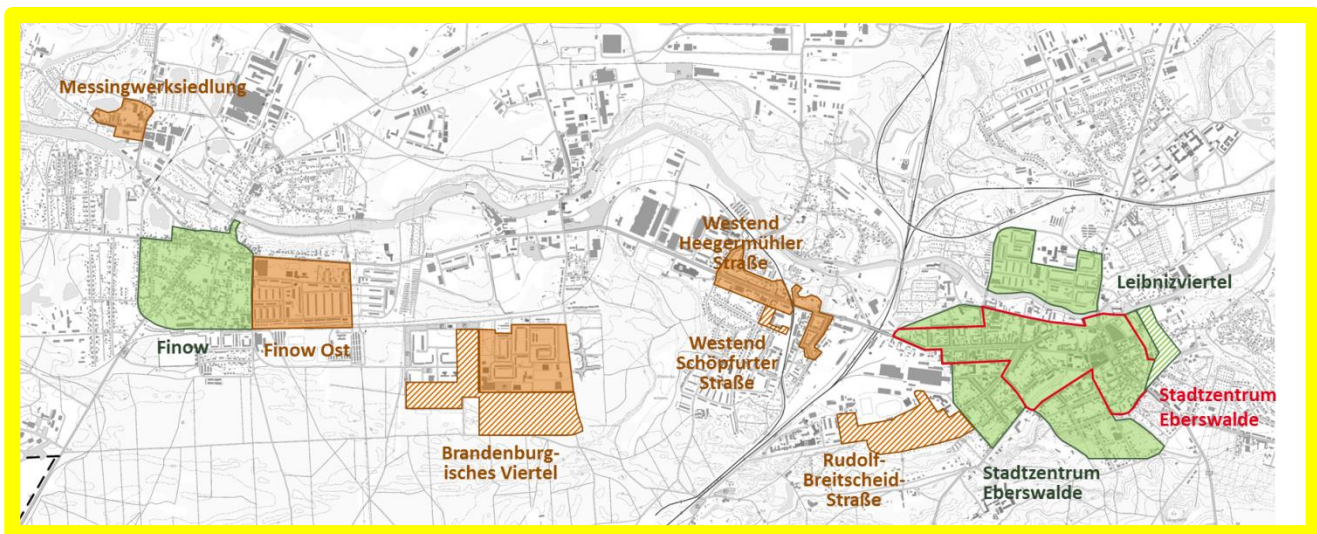 Messingwerksiedlung
Westend
Heegermühler
Straße
Leibnizviertel
Finow
Finow Ost
Westend
Schöpfurter
Straße
Stadtzentrum
Eberswalde
Brandenburg-
isches Viertel
Rudolf-
Breitscheid-
Straße
Stadtzentrum
Eberswalde